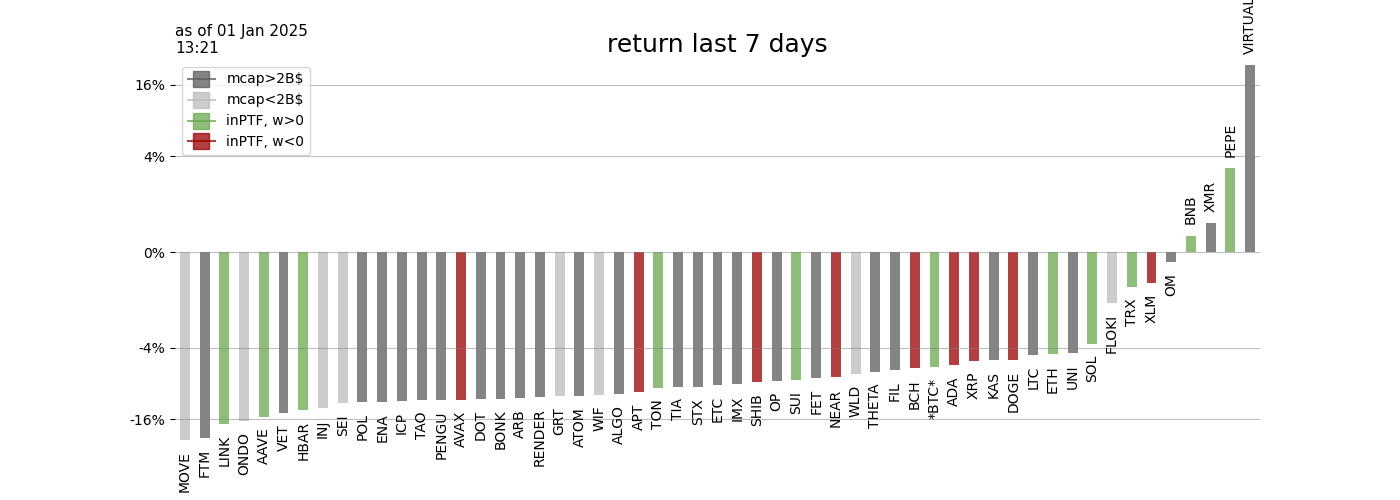 as of 01 Jan 2025
13:21
return last 7 days
mcap>2B$
mcap<2B$
inPTF, w>0
inPTF, w<0
16%
4%
0%
-4%
-16%
MOVE
FTM
LINK
ONDO
AAVE
VET
HBAR
INJ
SEI
POL
ENA
ICP
TAO
PENGU
AVAX
DOT
BONK
ARB
RENDER
GRT
ATOM
WIF
ALGO
APT
TON
TIA
STX
ETC
IMX
SHIB
OP
SUI
FET
NEAR
WLD
THETA
FIL
BCH
*BTC*
ADA
XRP
KAS
DOGE
LTC
ETH
UNI
SOL
FLOKI
TRX
XLM
OM
BNB
XMR
PEPE
VIRTUAL